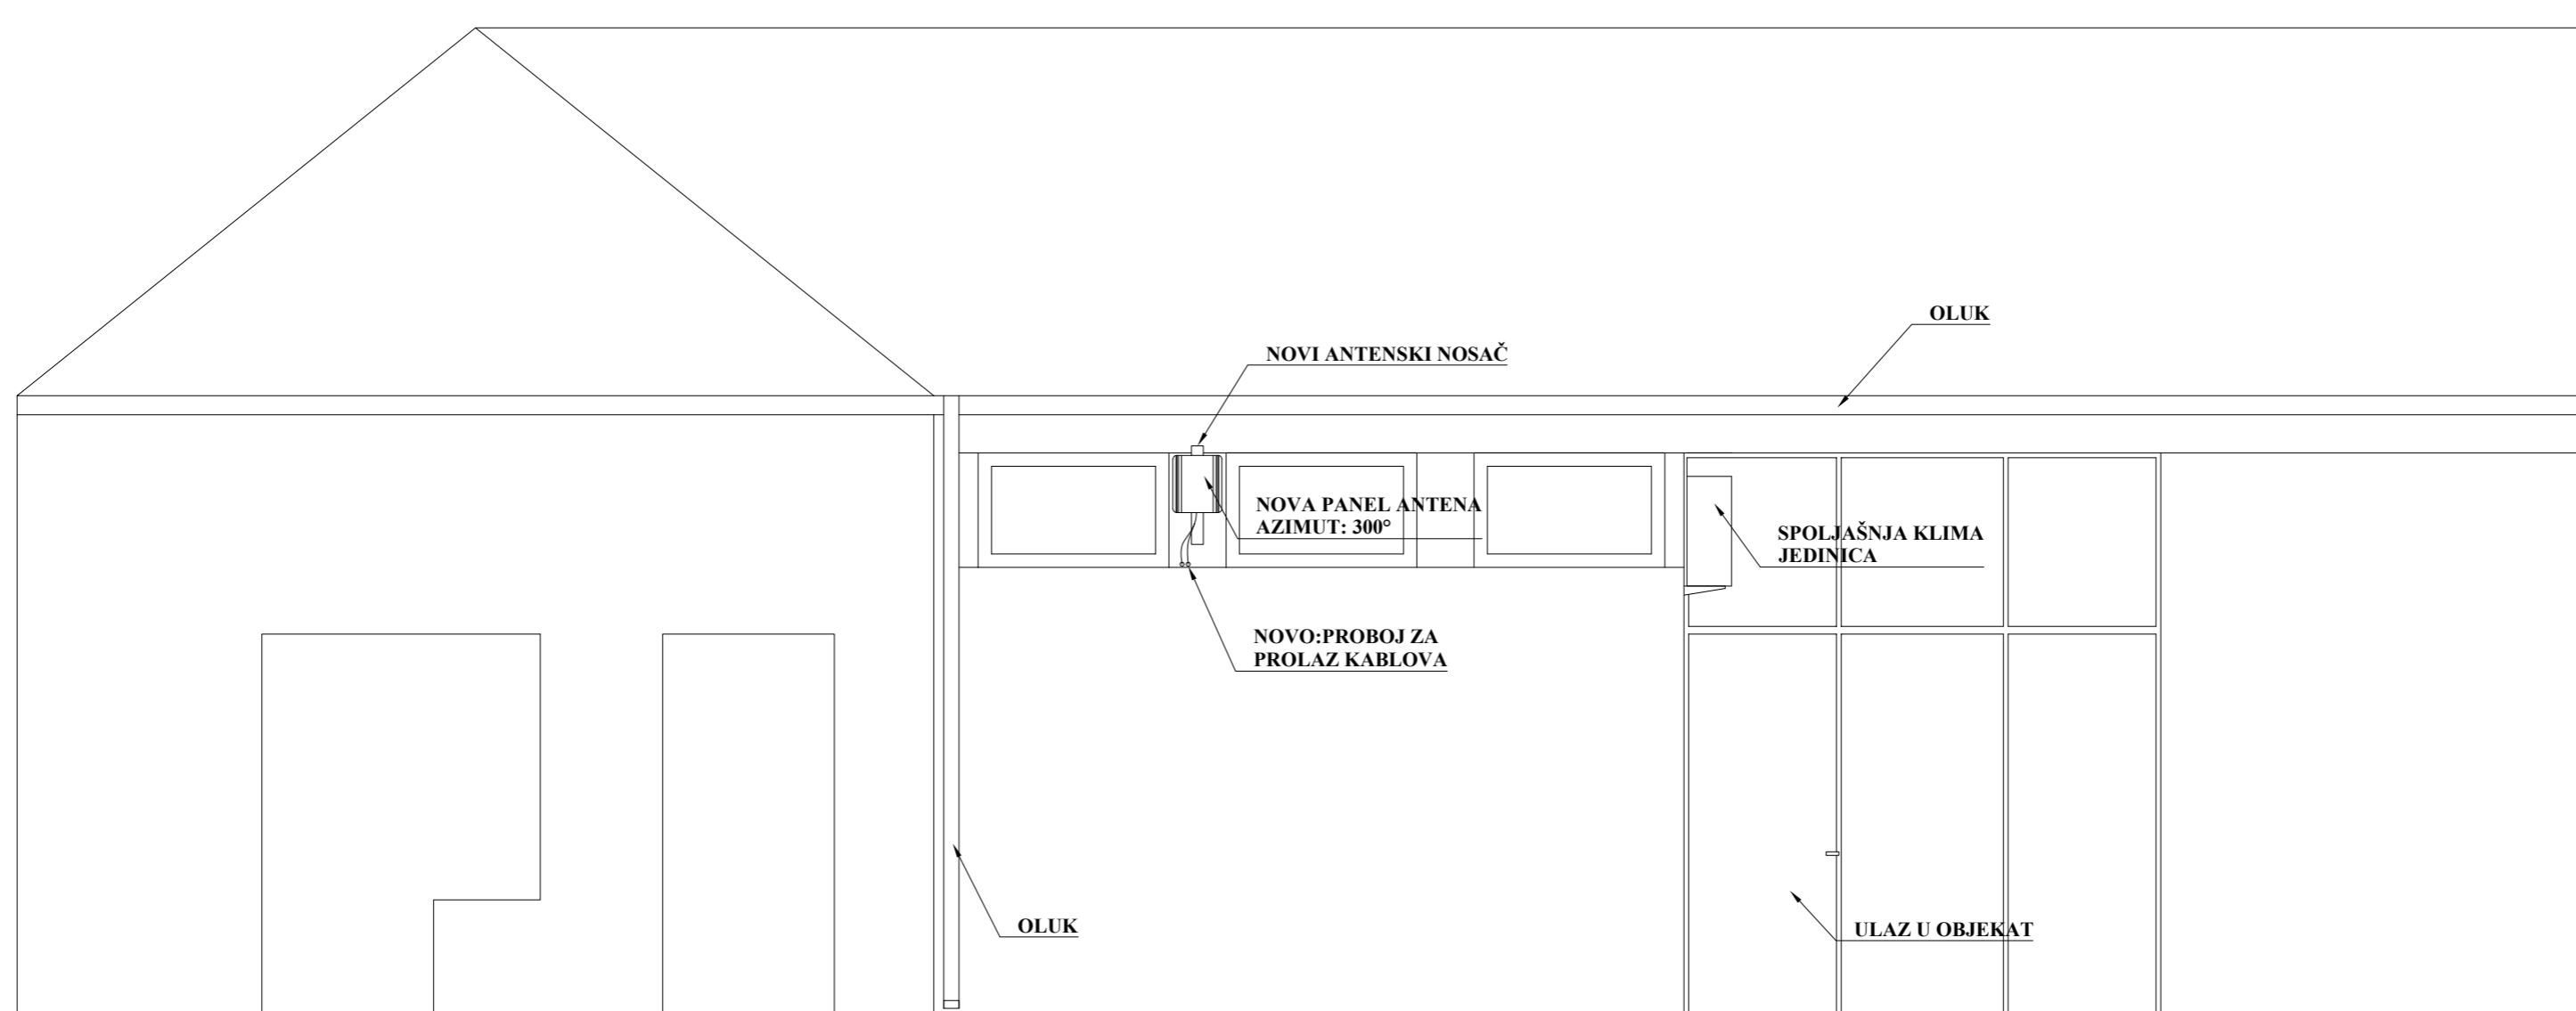 OLUK
NOVI ANTENSKI NOSAČ
NOVA PANEL ANTENA
AZIMUT: 300°
SPOLJAŠNJA KLIMA
JEDINICA
NOVO:PROBOJ ZA
PROLAZ KABLOVA
OLUK
ULAZ U OBJEKAT